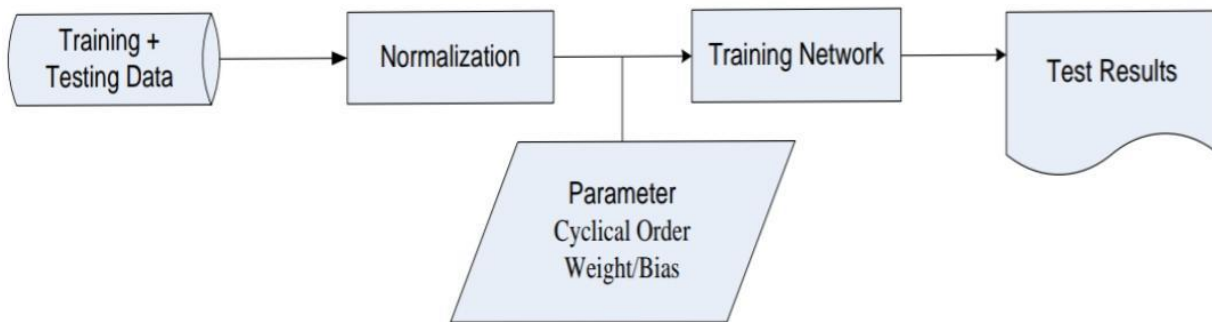 Training +
Testing Data
Normalization
Training Network
Test Results
Parameter
Cyclical Order
Weight/Bias